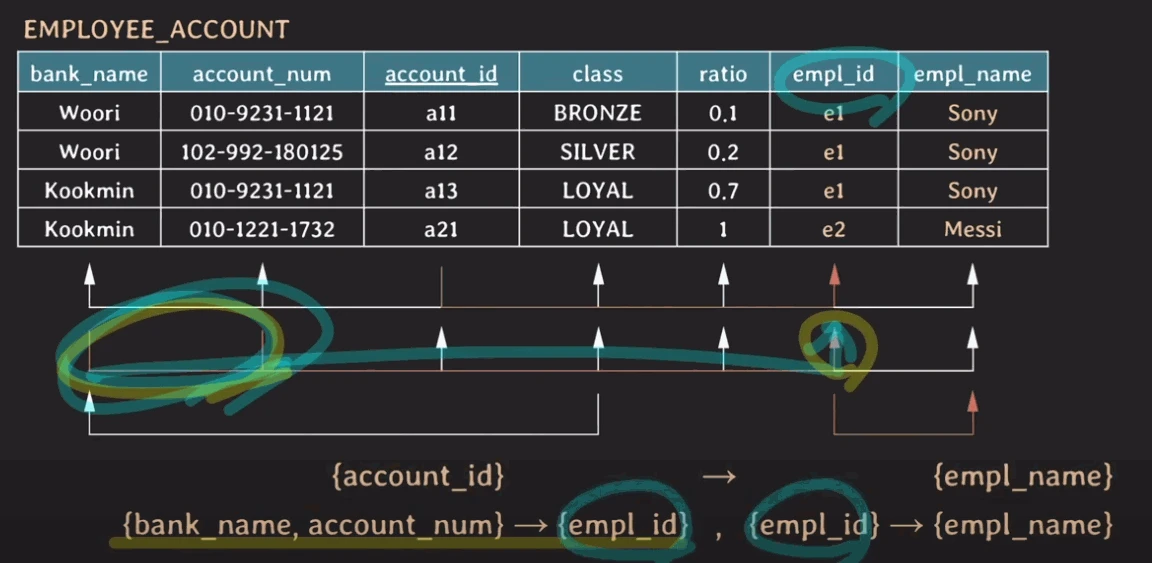 EMPLOYEE_ACCOUNT
bank_name account_num account_id class ratio empl_id empl_name
Woori 010-9231-1121 a11 BRONZE 0.1 e1 Sony
Woori 102-992-180125 a12 SILVER 0.2 e1 Sony
Kookmin 010-9231-1121 a13 LOYAL 0.7 e1 Sony
Kookmin 010-1221-1732 a21 LOYAL 1 e2 Messi
{account_id} → {empl_name}
{bank_name, account_num} → {empl_id} , {empl_id} → {empl_name}